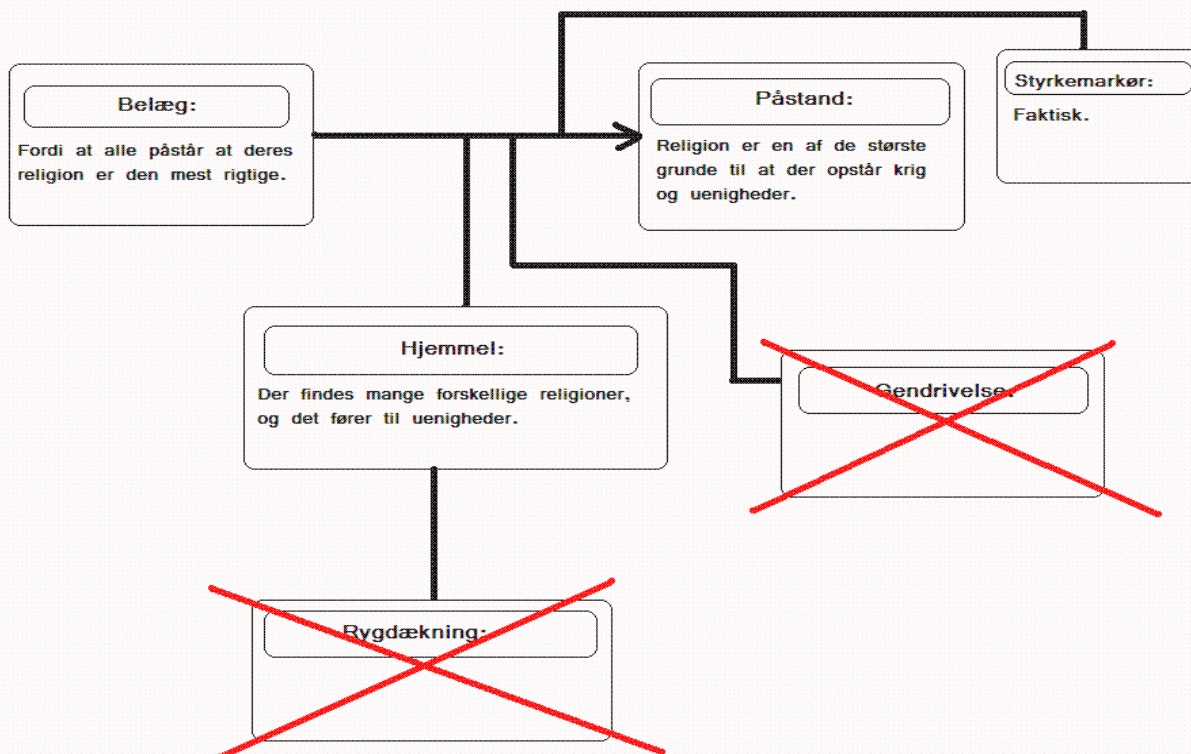 Belæg:
Fordi at alle påstår at deres
religion er den mest rigtige.
Påstand:
Religion er en af de største
grunde til at der opstår krig
og uenigheder.
Styrkemarkør:
Faktisk.
Hjemmel:
Der findes mange forskellige religioner,
og det fører til uenigheder.
Gendrivelse:
Rygdækning: